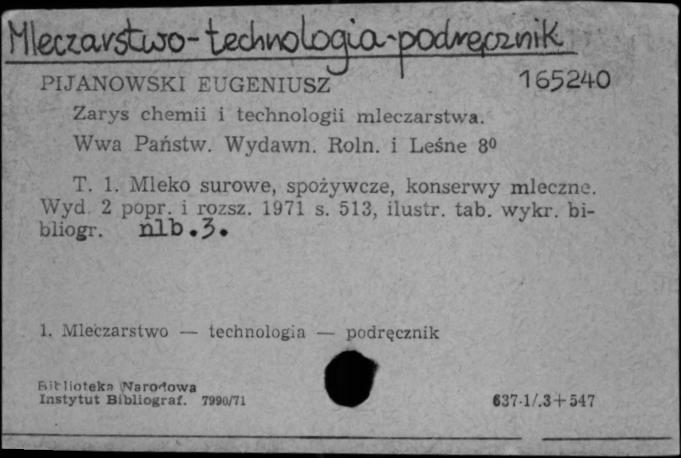 Mleczarstwo-technologia-podręcznik
PIJANOWSKI EUGENIUSZ 165240
Zarys chemii i technologii mleczarstwa.
Wwa Państw. Wydawn. Roln. i Leśne 8⁰
T. 1. Mleko surowe, spożywcze, konserwy mleczne.
Wyd. 2 popr. i rozsz. 1971 s. 513, ilustr. tab. wykr. bi-
bliogr. nlb.3.
1. Mleczarstwo — technologia — podręcznik
Biblioteka Narodowa
Instytut Bibliograf. 7990/71 637.1/.3+547